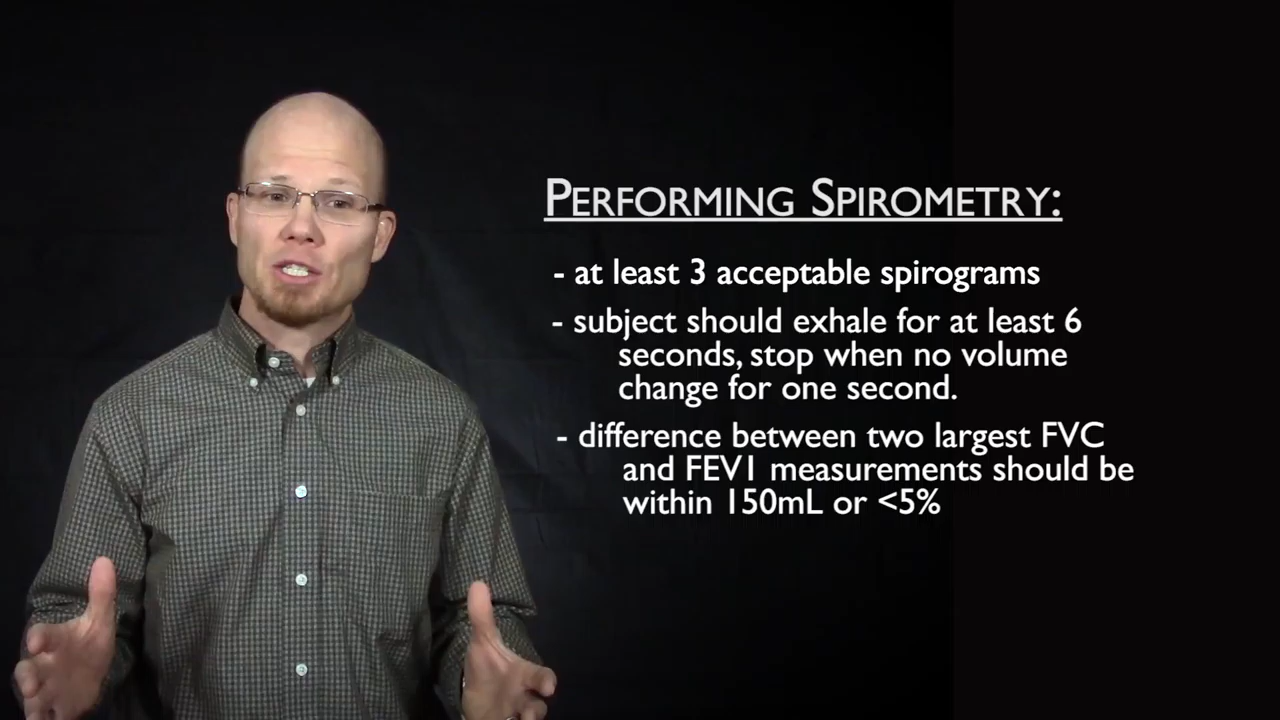 PERFORMING SPIROMETRY:
- at least 3 acceptable spirograms
- subject should exhale for at least 6
seconds, stop when no volume
change for one second.
- difference between two largest FVC
and FEV1 measurements should be
within 150mL or <5%